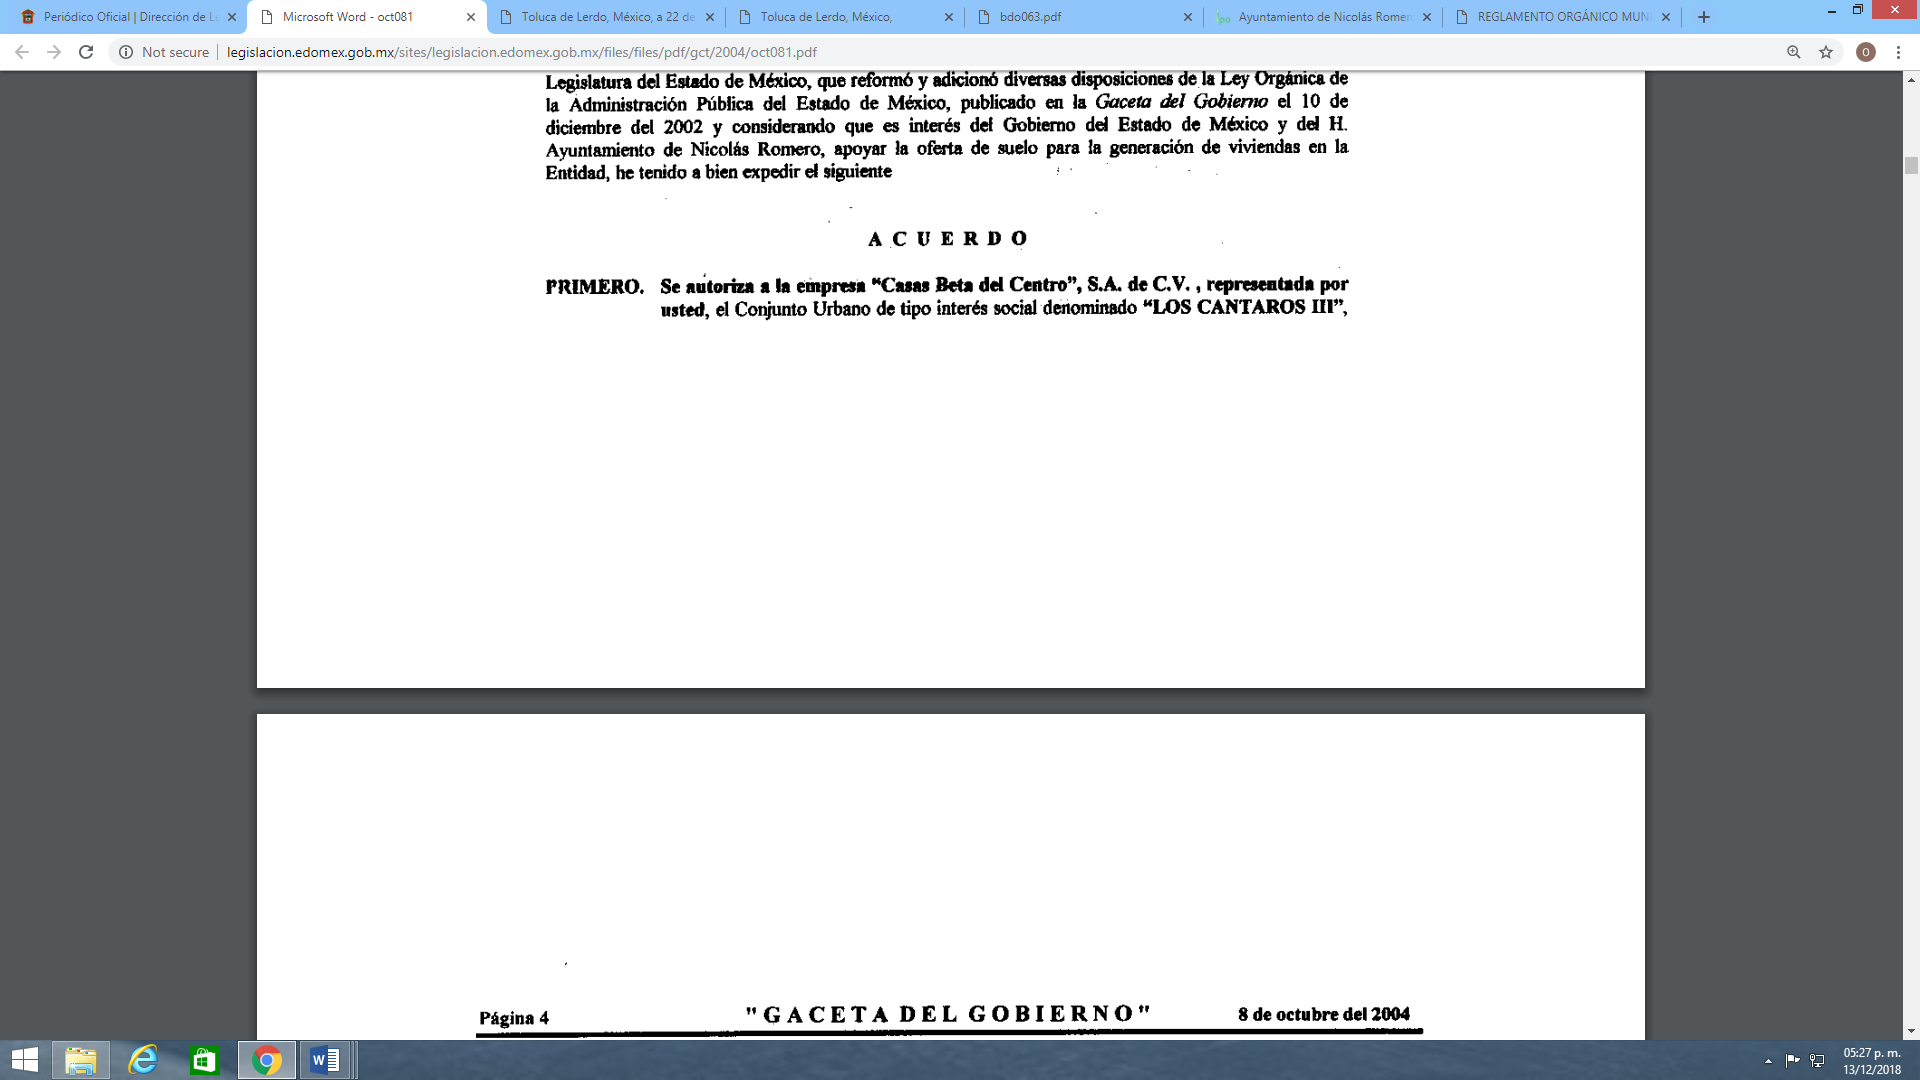 Periódico Oficial | Dirección de Le
Microsoft Word - oct081
Toluca de Lerdo, México, a 22 de
Toluca de Lerdo, México,
bdo063.pdf
Ayuntamiento de Nicolás Romer
REGLAMENTO ORGÁNICO MUNI
Not secure
legislacion.edomex.gob.mx/sites/legislacion.edomex.gob.mx/files/files/pdf/gct/2004/oct081.pdf
O
Legislatura del Estado de México, que reformó y adicionó diversas disposiciones de la Ley Orgánica de
la Administración Pública del Estado de México, publicado en la Gaceta del Gobierno el 10 de
diciembre del 2002 y considerando que es interés del Gobierno del Estado de México y del H.
Ayuntamiento de Nicolás Romero, apoyar la oferta de suelo para la generación de viviendas en la
Entidad, he tenido a bien expedir el siguiente
A C U E R D O
PRIMERO. Se autoriza a la empresa “Casas Beta del Centro”, S.A. de C.V. , representada por
usted, el Conjunto Urbano de tipo interés social denominado “LOS CANTAROS III”,
Página 4
"GACETA DEL GOBIERNO"
8 de octubre del 2004
05:27 p. m.
13/12/2018